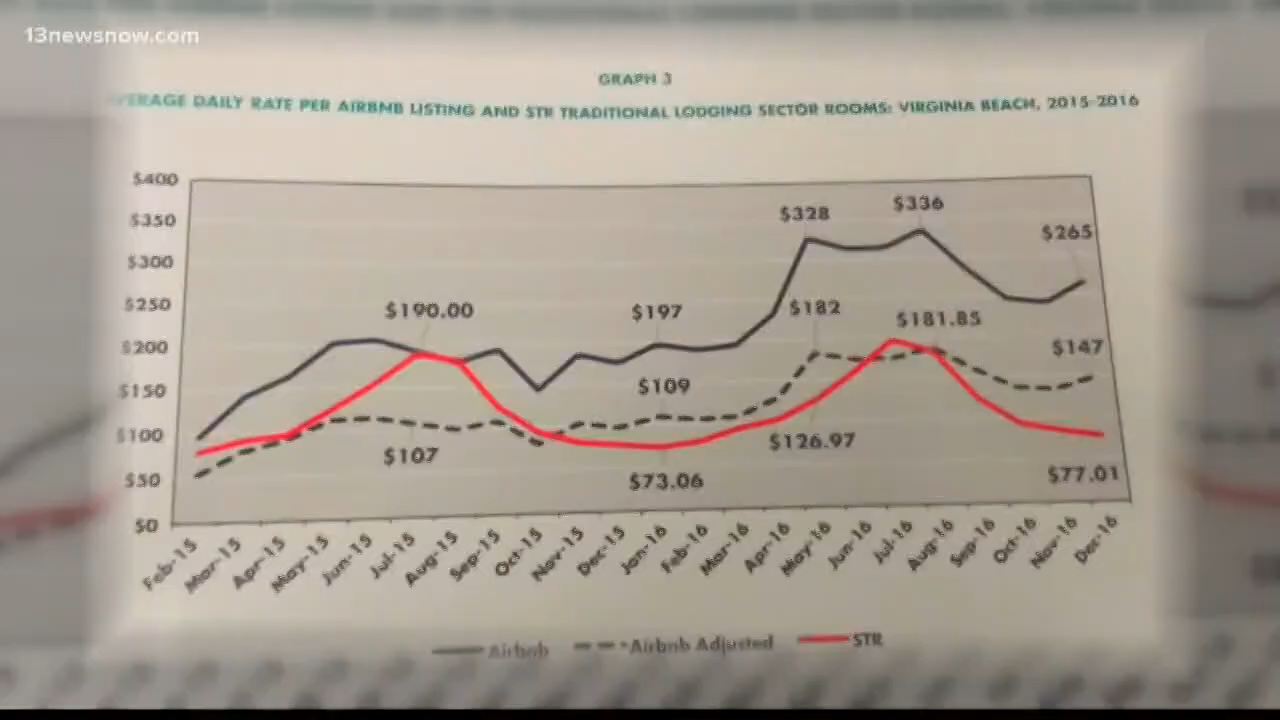 13newsnow.com
GRAPH 3
AVERAGE DAILY RATE PER AIRBNB LISTING AND STR TRADITIONAL LODGING SECTOR ROOMS: VIRGINIA BEACH, 2015-2016
$400
$350
$300
$250
$200
$150
$100
$50
$0
$328
$336
$265
$190.00
$197
$182
$181.85
$147
$109
$107
$126.97
$73.06
$77.01
Feb-15
Mar-15
Apr-15
May-15
Jun-15
Jul-15
Aug-15
Sep-15
Oct-15
Nov-15
Dec-15
Jan-16
Feb-16
Mar-16
Apr-16
May-16
Jun-16
Jul-16
Aug-16
Sep-16
Oct-16
Nov-16
Dec-16
Airbnb
Airbnb Adjusted
STR